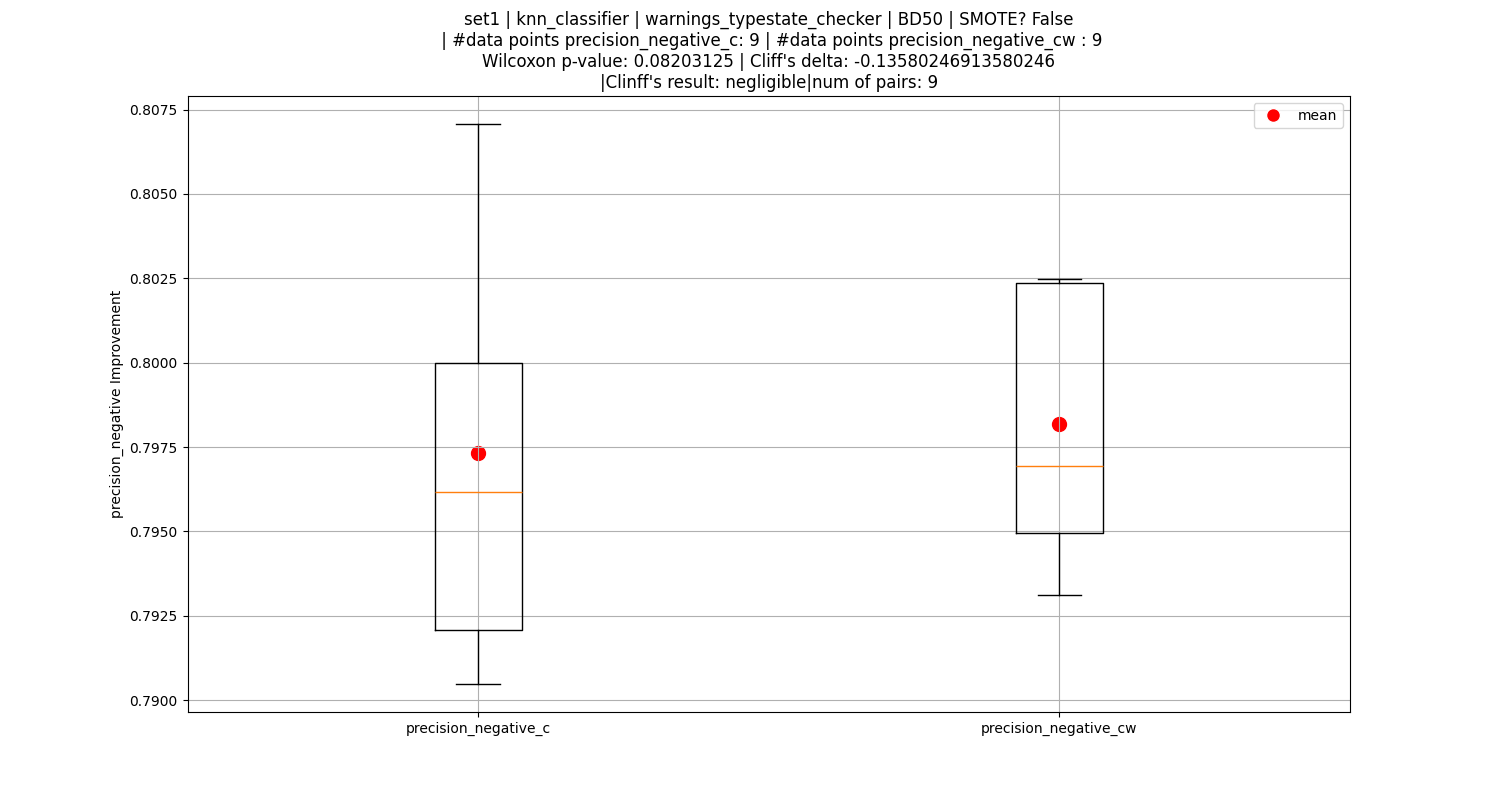 set1 | knn_classifier | warnings_typestate_checker | BD50 | SMOTE? False
| #data points precision_negative_c: 9 | #data points precision_negative_cw : 9
Wilcoxon p-value: 0.08203125 | Cliff's delta: -0.13580246913580246
|Clinff's result: negligible|num of pairs: 9
mean
precision_negative Improvement
0.8075
0.8050
0.8025
0.8000
0.7975
0.7950
0.7925
0.7900
precision_negative_c
precision_negative_cw